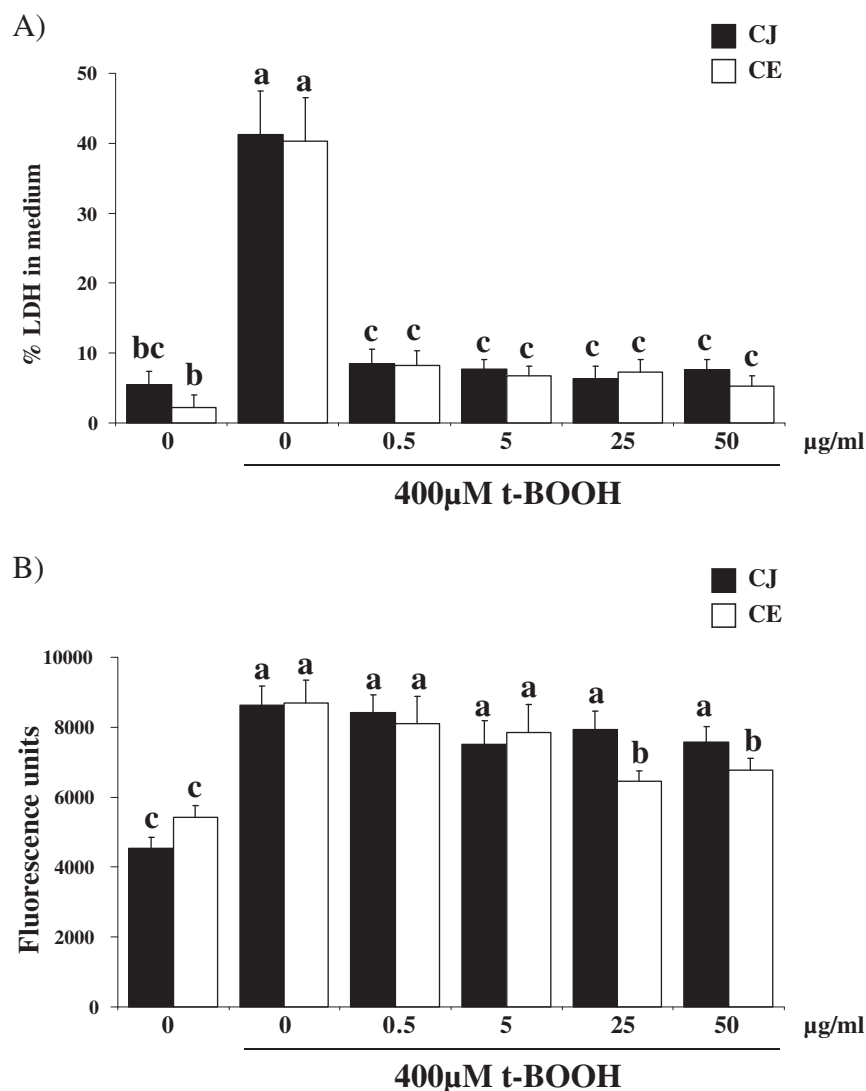 A)
CJ
CE
% LDH in medium
50
40
30
20
10
0
a a
bc b c c c c c c c c
0 0 0.5 5 25 50 µg/ml
400µM t-BOOH
B)
CJ
CE
Fluorescence units
10000
8000
6000
4000
2000
0
c c a a a a a a a b a b
0 0 0.5 5 25 50 µg/ml
400µM t-BOOH